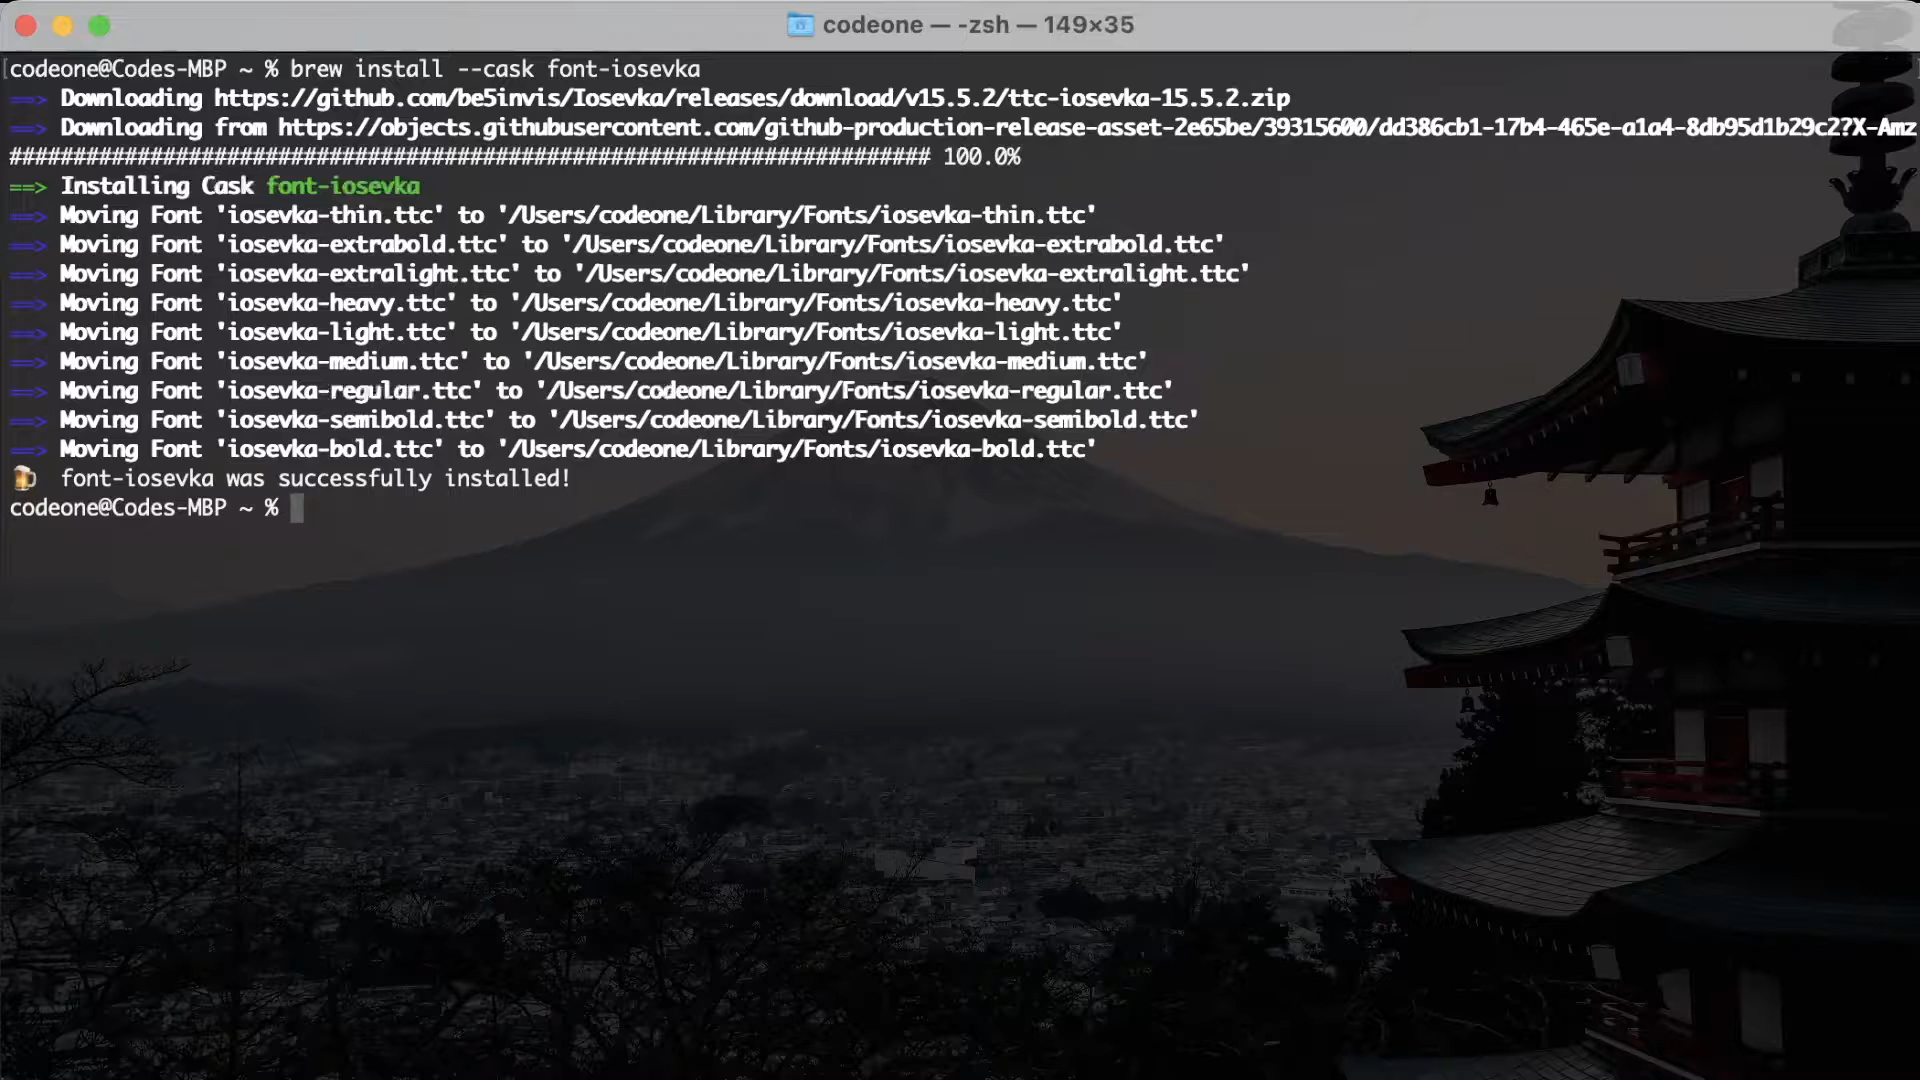 codeone — -zsh — 149×35
codeone@Codes-MBP ~ % brew install --cask font-iosevka
==> Downloading https://github.com/be5invis/Iosevka/releases/download/v15.5.2/ttc-iosevka-15.5.2.zip
==> Downloading from https://objects.githubusercontent.com/github-production-release-asset-2e65be/39315600/dd386cb1-17b4-465e-a1a4-8db95d1b29c2?X-Amz
######################################################################## 100.0%
==> Installing Cask font-iosevka
==> Moving Font 'iosevka-thin.ttc' to '/Users/codeone/Library/Fonts/iosevka-thin.ttc'
==> Moving Font 'iosevka-extrabold.ttc' to '/Users/codeone/Library/Fonts/iosevka-extrabold.ttc'
==> Moving Font 'iosevka-extralight.ttc' to '/Users/codeone/Library/Fonts/iosevka-extralight.ttc'
==> Moving Font 'iosevka-heavy.ttc' to '/Users/codeone/Library/Fonts/iosevka-heavy.ttc'
==> Moving Font 'iosevka-light.ttc' to '/Users/codeone/Library/Fonts/iosevka-light.ttc'
==> Moving Font 'iosevka-medium.ttc' to '/Users/codeone/Library/Fonts/iosevka-medium.ttc'
==> Moving Font 'iosevka-regular.ttc' to '/Users/codeone/Library/Fonts/iosevka-regular.ttc'
==> Moving Font 'iosevka-semibold.ttc' to '/Users/codeone/Library/Fonts/iosevka-semibold.ttc'
==> Moving Font 'iosevka-bold.ttc' to '/Users/codeone/Library/Fonts/iosevka-bold.ttc'
🍺 font-iosevka was successfully installed!
codeone@Codes-MBP ~ %